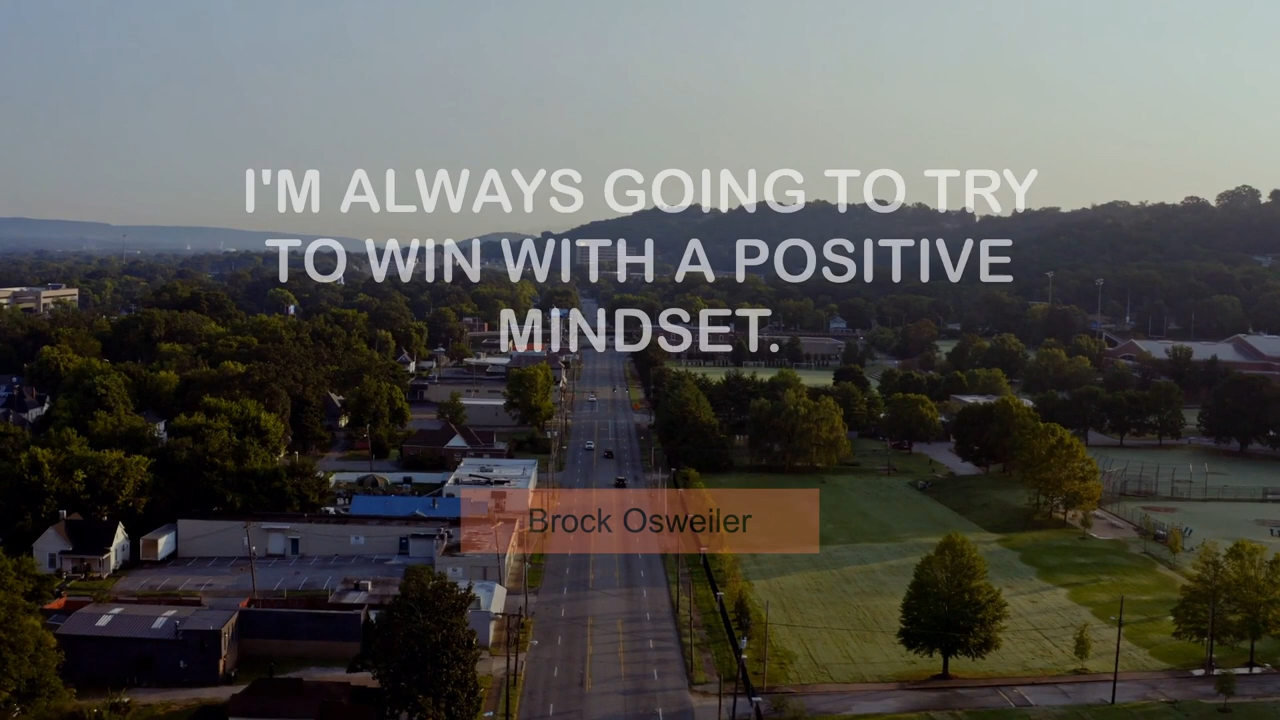 I'M ALWAYS GOING TO TRY
TO WIN WITH A POSITIVE
MINDSET.
Brock Osweiler